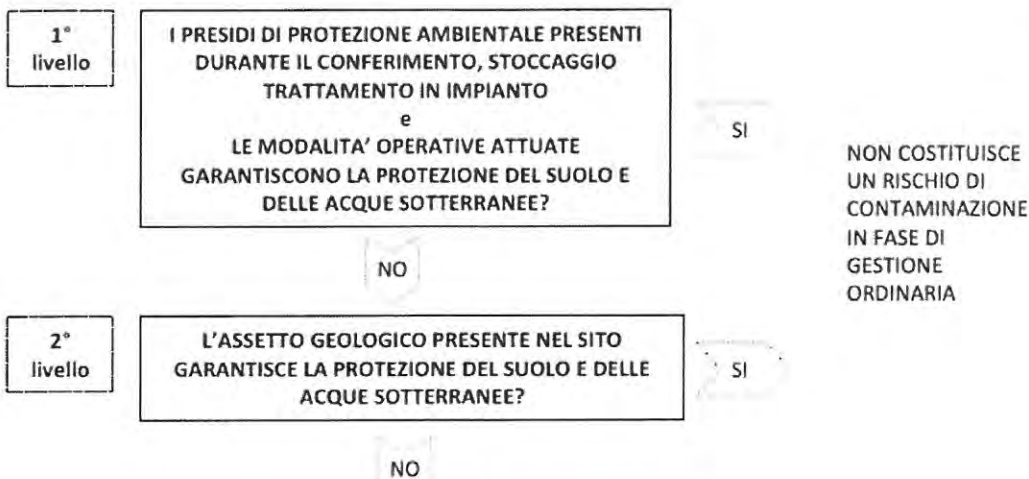 1°
livello
I PRESIDI DI PROTEZIONE AMBIENTALE PRESENTI
DURANTE IL CONFERIMENTO, STOCCAGGIO
TRATTAMENTO IN IMPIANTO
e
LE MODALITA' OPERATIVE ATTUATE
GARANTISCONO LA PROTEZIONE DEL SUOLO E
DELLE ACQUE SOTTERRANEE?
SI
NON COSTITUISCE
UN RISCHIO DI
CONTAMINAZIONE
IN FASE DI
GESTIONE
ORDINARIA
NO
2°
livello
L'ASSETTO GEOLOGICO PRESENTE NEL SITO
GARANTISCE LA PROTEZIONE DEL SUOLO E DELLE
ACQUE SOTTERRANEE?
SI
NO